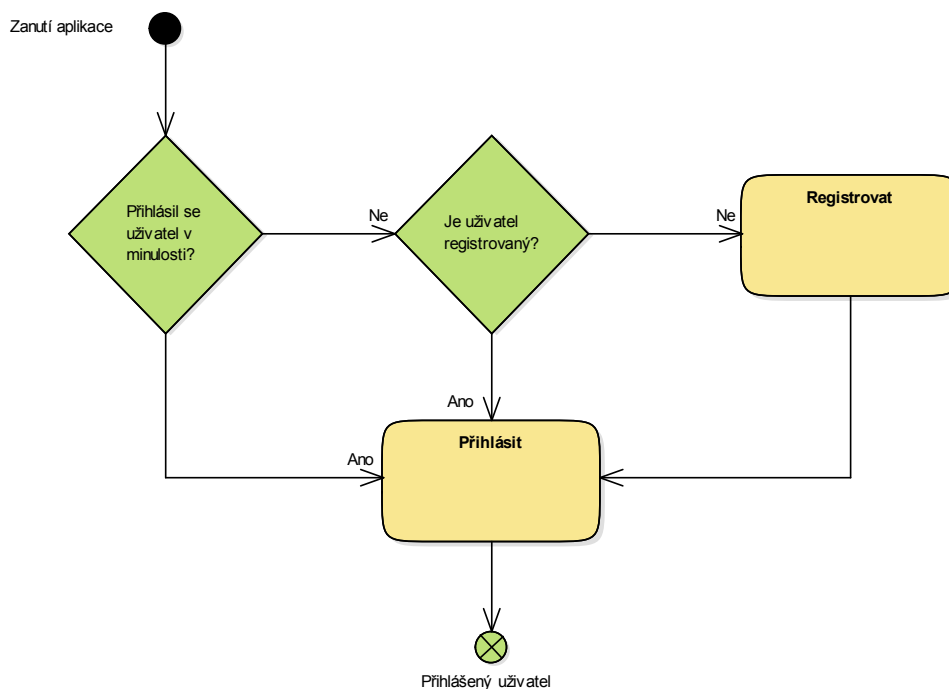 Zanutí aplikace
Přihlásil se
uživatel v
minulosti?
Ne
Je uživatel
registrovaný?
Ne
Registrovat
Ano
Přihlásit
Ano
Přihlášený uživatel